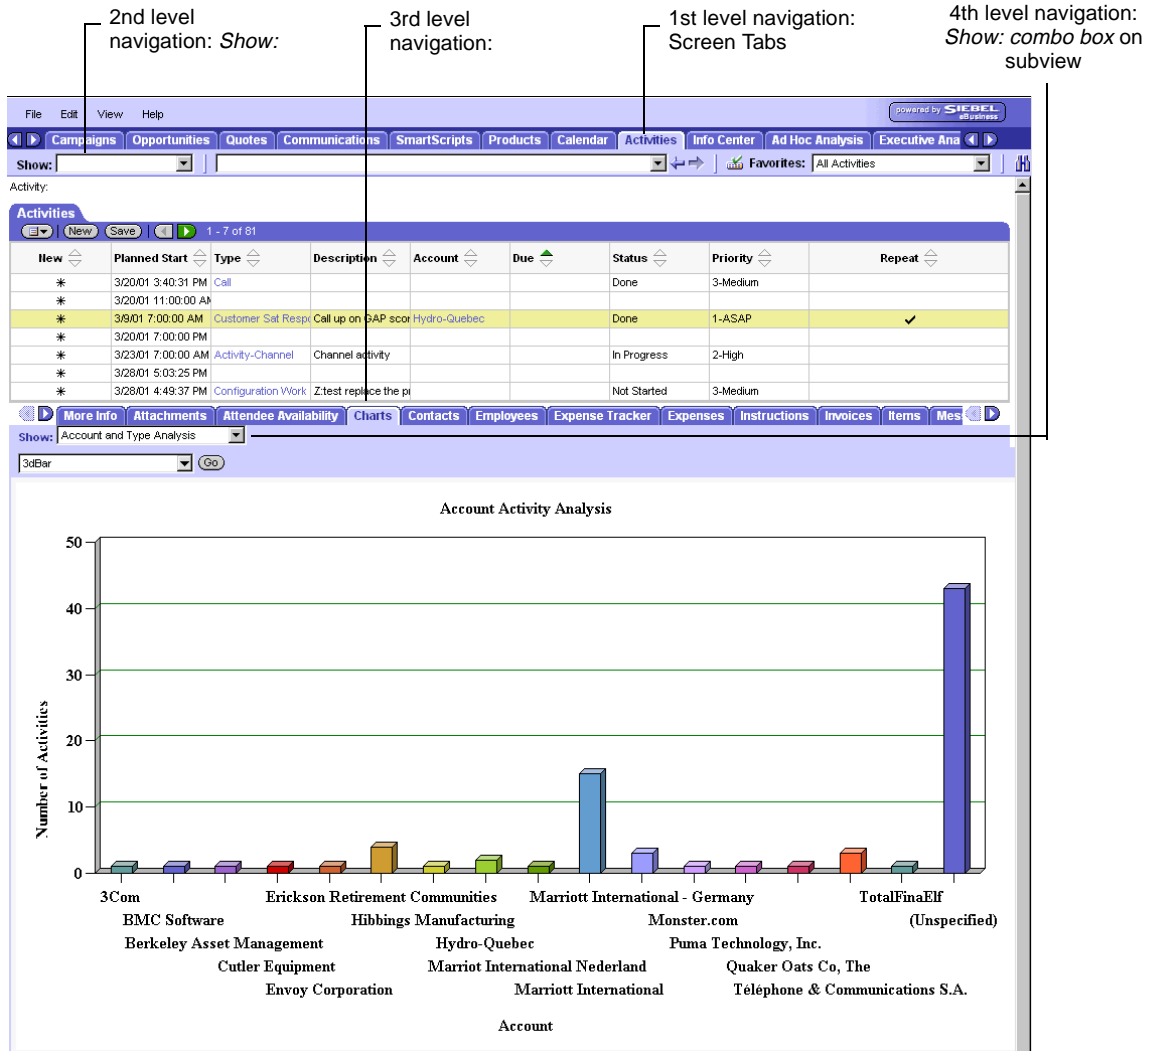 2nd level
navigation: Show:
3rd level
navigation:
1st level navigation:
Screen Tabs
4th level navigation:
Show: combo box on
subview
File Edit View Help
powered by SIEBEL
eBusiness
Campaigns Opportunities Quotes Communications SmartScripts Products Calendar Activities Info Center Ad Hoc Analysis Executive Ana
Show: Favorites: All Activities
Activity:
Activities
New Save 1 - 7 of 81
New Planned Start Type Description Account Due Status Priority Repeat
3/20/01 3:40:31 PM Call Done 3-Medium
3/20/01 11:00:00 AM
3/9/01 7:00:00 AM Customer Sat Respo Call up on GAP scor Hydro-Quebec Done 1-ASAP
3/20/01 7:00:00 PM
3/23/01 7:00:00 AM Activity-Channel Channel activity In Progress 2-High
3/28/01 5:03:25 PM
3/28/01 4:49:37 PM Configuration Work Z:test replace the pr Not Started 3-Medium
More Info Attachments Attendee Availability Charts Contacts Employees Expense Tracker Expenses Instructions Invoices Items Mess
Show: Account and Type Analysis
3dBar Go
Account Activity Analysis
50
40
30
20
10
0
Number of Activities
3Com Erickson Retirement Communities Marriott International - Germany TotalFinaElf
BMC Software Hibbings Manufacturing Monster.com (Unspecified)
Berkeley Asset Management Hydro-Quebec Puma Technology, Inc.
Cutler Equipment Marriot International Nederland Quaker Oats Co, The
Envoy Corporation Marriott International Téléphone & Communications S.A.
Account